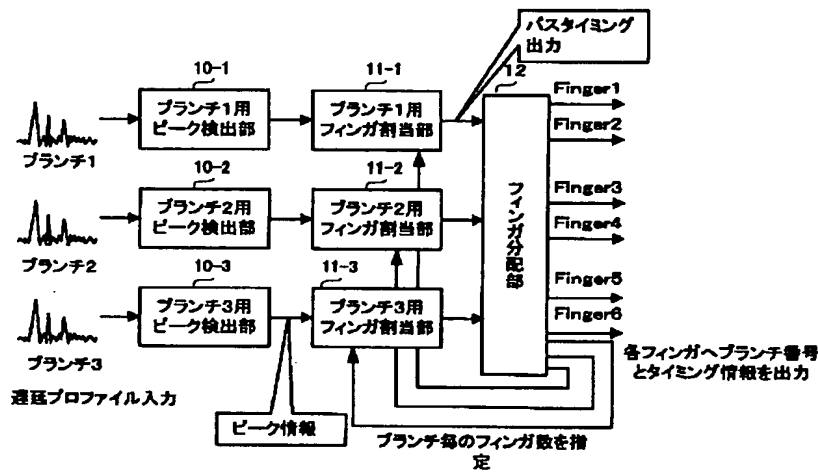 パスタイミング
出力
10-1
11-1
12
ブランチ1用
ピーク検出部
ブランチ1用
フィンガ割当部
Finger1
Finger2
ブランチ1
10-2
11-2
ブランチ2用
ピーク検出部
ブランチ2用
フィンガ割当部
フィンガ分配部
Finger3
Finger4
ブランチ2
10-3
11-3
ブランチ3用
ピーク検出部
ブランチ3用
フィンガ割当部
Finger5
Finger6
ブランチ3
遅延プロファイル入力
ピーク情報
各フィンガへブランチ番号
とタイミング情報を出力
ブランチ毎のフィンガ数を指
定